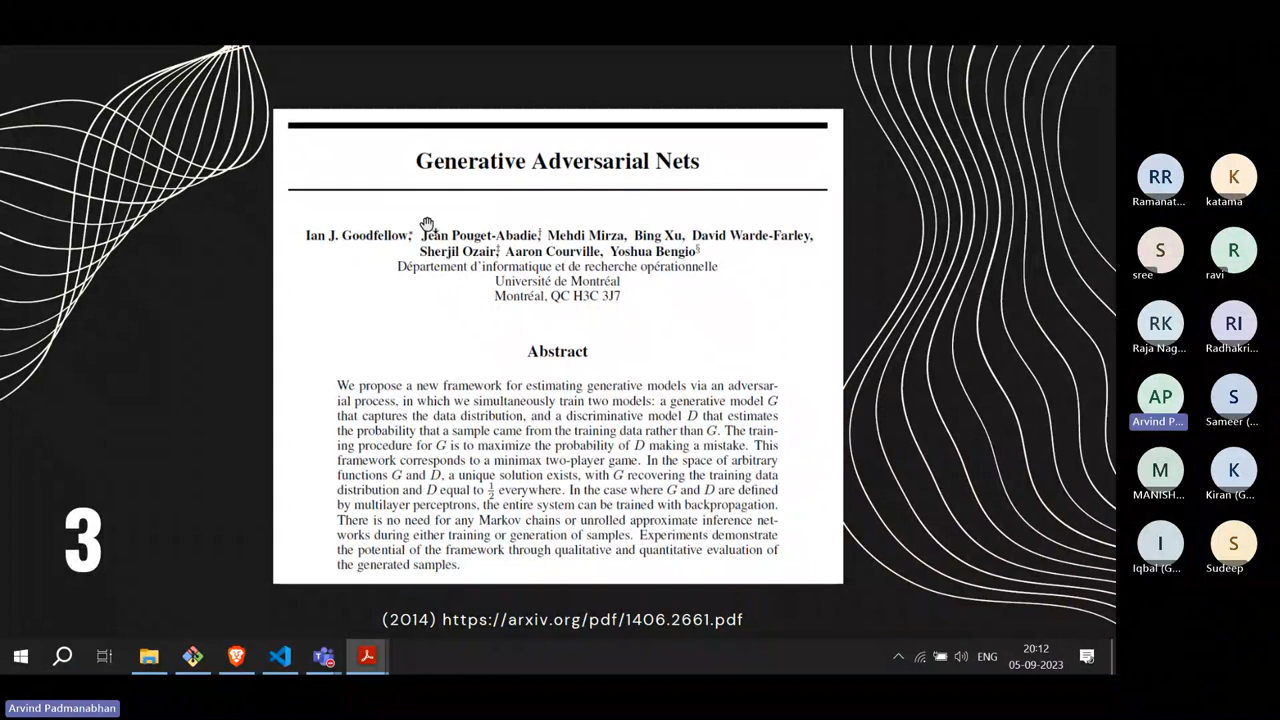 Generative Adversarial Nets
Ian J. Goodfellow,* Jean Pouget-Abadie,† Mehdi Mirza, Bing Xu, David Warde-Farley,
Sherjil Ozair,‡ Aaron Courville, Yoshua Bengio§
Département d'informatique et de recherche opérationnelle
Université de Montréal
Montréal, QC H3C 3J7
Abstract
We propose a new framework for estimating generative models via an adversar-
ial process, in which we simultaneously train two models: a generative model G
that captures the data distribution, and a discriminative model D that estimates
the probability that a sample came from the training data rather than G. The train-
ing procedure for G is to maximize the probability of D making a mistake. This
framework corresponds to a minimax two-player game. In the space of arbitrary
functions G and D, a unique solution exists, with G recovering the training data
distribution and D equal to 1/2 everywhere. In the case where G and D are defined
by multilayer perceptrons, the entire system can be trained with backpropagation.
There is no need for any Markov chains or unrolled approximate inference net-
works during either training or generation of samples. Experiments demonstrate
the potential of the framework through qualitative and quantitative evaluation of
the generated samples.
3
(2014) https://arxiv.org/pdf/1406.2661.pdf
RR
Ramanat...
K
katama
S
sree
R
ravi
RK
Raja Nag...
RI
Radhakri...
AP
Arvind P...
S
Sameer (...
M
MANISH...
K
Kiran (G...
I
Iqbal (G...
S
Sudeep
ENG
20:12
05-09-2023
Arvind Padmanabhan